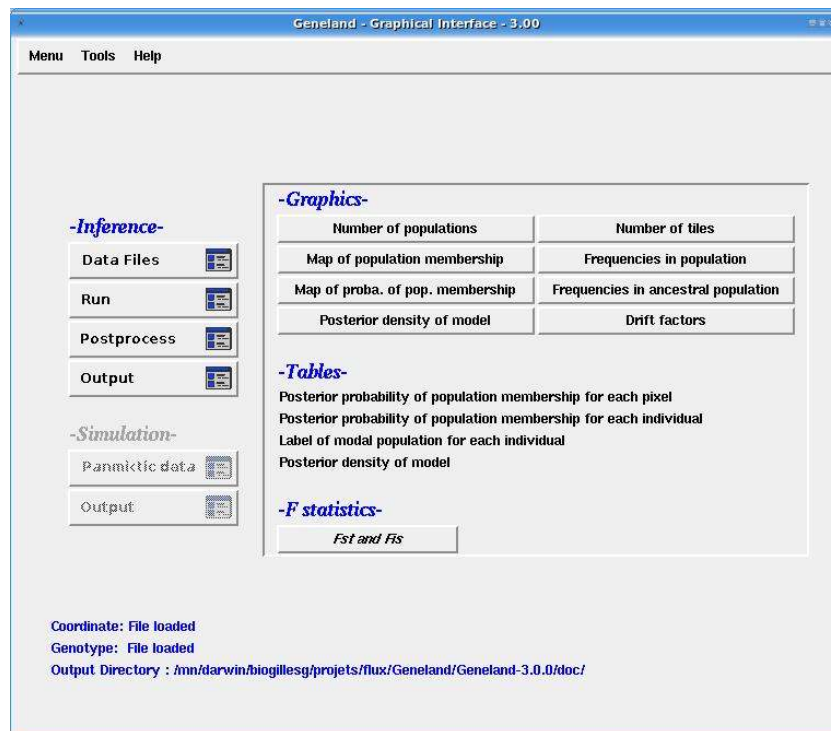 Geneland - Graphical Interface - 3.00
Menu Tools Help
-Inference-
Data Files
Run
Postprocess
Output
-Simulation-
Panmictic data
Output
-Graphics-
Number of populations Number of tiles
Map of population membership Frequencies in population
Map of proba. of pop. membership Frequencies in ancestral population
Posterior density of model Drift factors
-Tables-
Posterior probability of population membership for each pixel
Posterior probability of population membership for each individual
Label of modal population for each individual
Posterior density of model
-F statistics-
Fst and Fis
Coordinate: File loaded
Genotype: File loaded
Output Directory : /mn/darwin/biogillesg/projets/flux/Geneland/Geneland-3.0.0/doc/